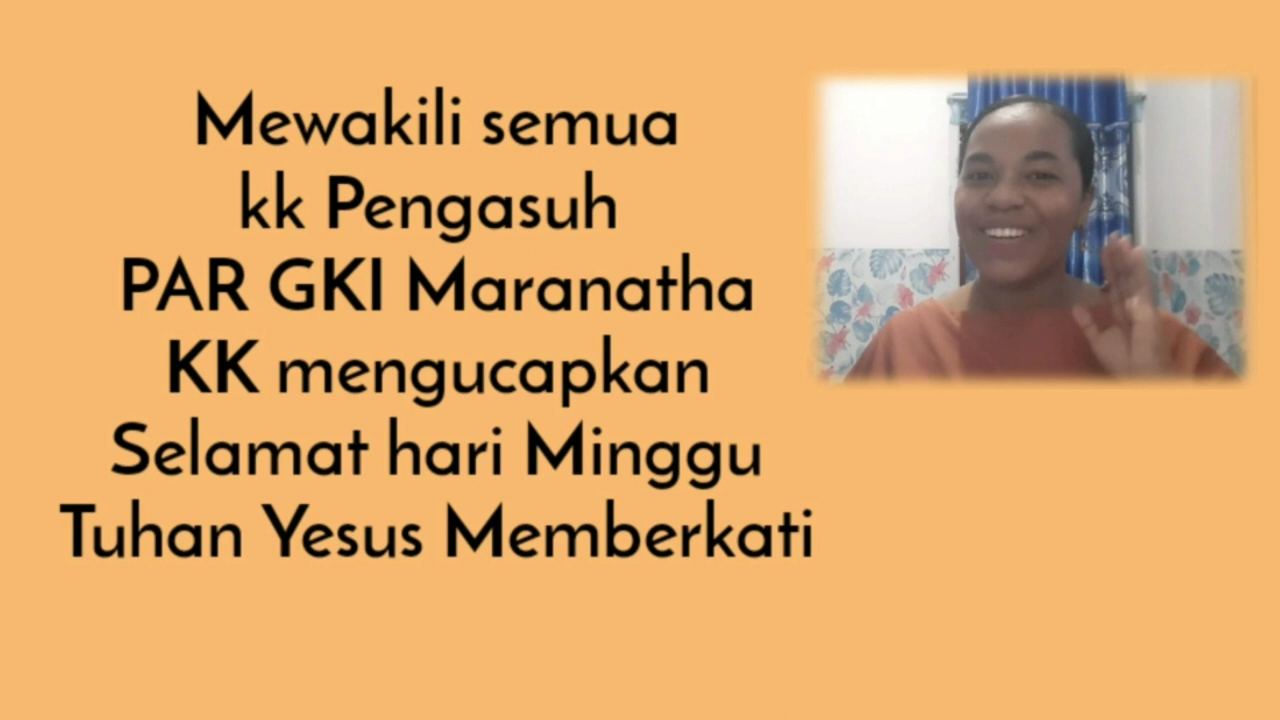 Mewakili semua
kk Pengasuh
PAR GKI Maranatha
KK mengucapkan
Selamat hari Minggu
Tuhan Yesus Memberkati